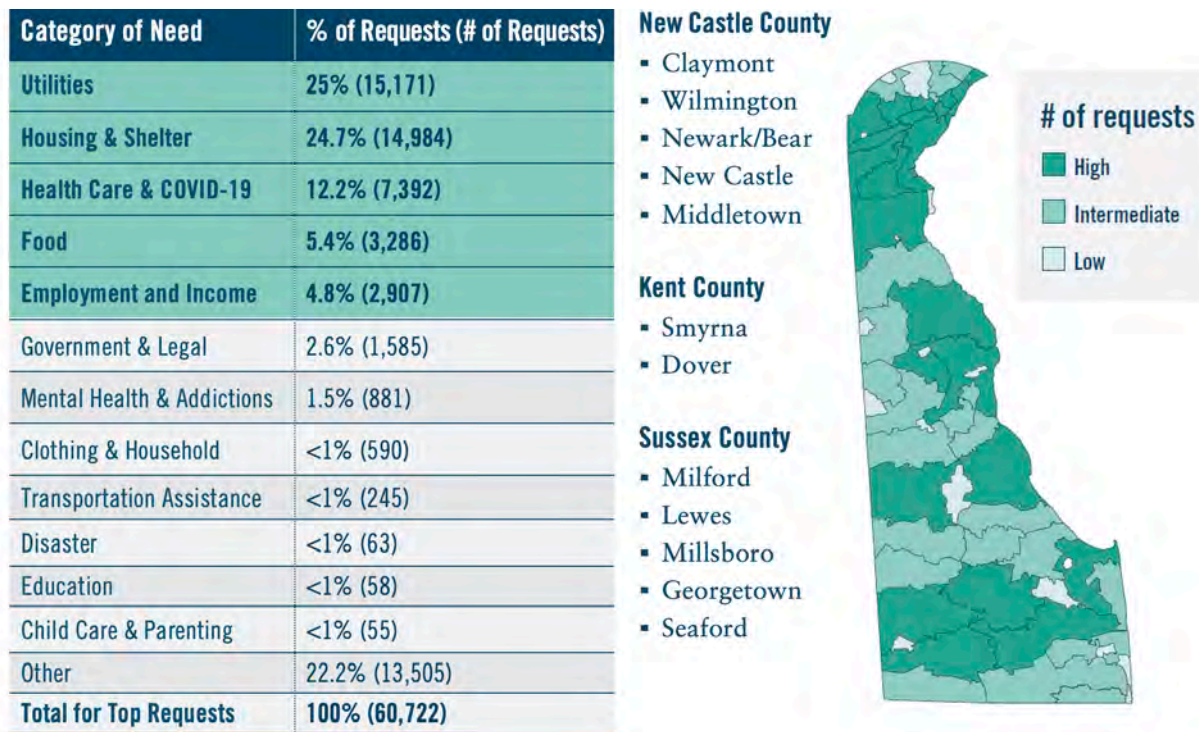 Category of Need % of Requests (# of Requests)
Utilities 25% (15,171)
Housing & Shelter 24.7% (14,984)
Health Care & COVID-19 12.2% (7,392)
Food 5.4% (3,286)
Employment and Income 4.8% (2,907)
Government & Legal 2.6% (1,585)
Mental Health & Addictions 1.5% (881)
Clothing & Household <1% (590)
Transportation Assistance <1% (245)
Disaster <1% (63)
Education <1% (58)
Child Care & Parenting <1% (55)
Other 22.2% (13,505)
Total for Top Requests 100% (60,722)
New Castle County
▪ Claymont
▪ Wilmington
▪ Newark/Bear
▪ New Castle
▪ Middletown
Kent County
▪ Smyrna
▪ Dover
Sussex County
▪ Milford
▪ Lewes
▪ Millsboro
▪ Georgetown
▪ Seaford
# of requests
High
Intermediate
Low